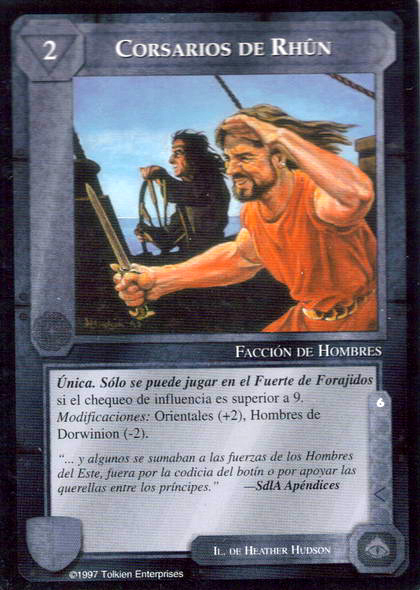 2
CORSARIOS DE RHÛN
FACCIÓN DE HOMBRES
Única. Sólo se puede jugar en el Fuerte de Forajidos
si el chequeo de influencia es superior a 9.
Modificaciones: Orientales (+2), Hombres de
Dorwinion (-2).
6
“... y algunos se sumaban a las fuerzas de los Hombres
del Este, fuera por la codicia del botín o por apoyar las
querellas entre los príncipes.” —SdlA Apéndices
IL. DE HEATHER HUDSON
©1997 Tolkien Enterprises